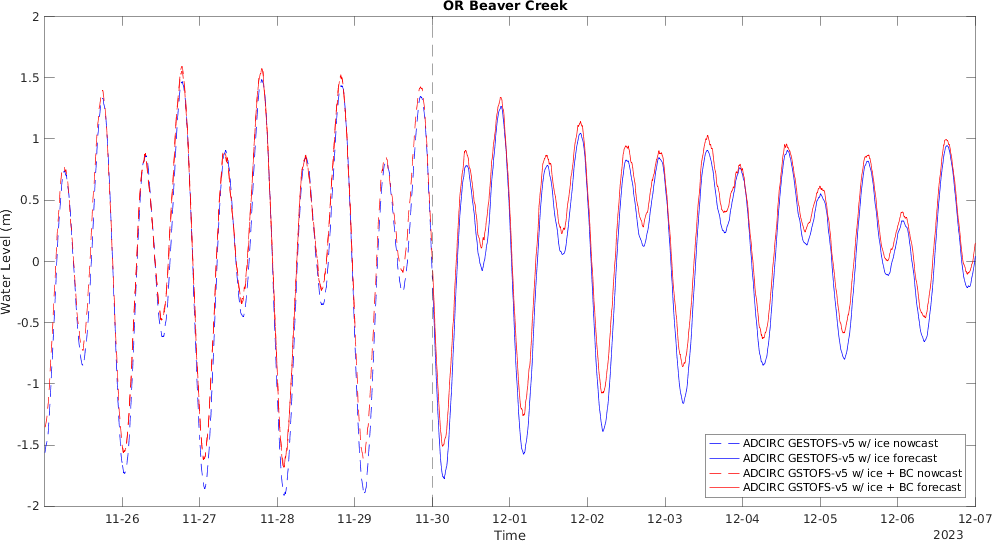 OR Beaver Creek
2
1.5
1
0.5
0
-0.5
-1
-1.5
-2
Water Level (m)
11-26 11-27 11-28 11-29 11-30 12-01 12-02 12-03 12-04 12-05 12-06 12-07
Time
2023
ADCIRC GESTOFS-v5 w/ ice nowcast
ADCIRC GESTOFS-v5 w/ ice forecast
ADCIRC GSTOFS-v5 w/ ice + BC nowcast
ADCIRC GSTOFS-v5 w/ ice + BC forecast